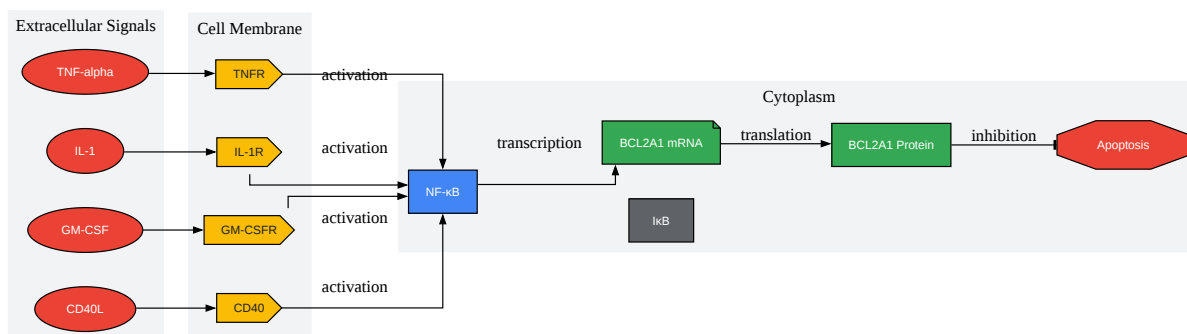 Extracellular Signals
Cell Membrane
TNF-alpha
TNFR
activation
Cytoplasm
IL-1
IL-1R
activation
transcription
BCL2A1 mRNA
translation
BCL2A1 Protein
inhibition
Apoptosis
NF-κB
GM-CSF
GM-CSFR
activation
IκB
CD40L
CD40
activation